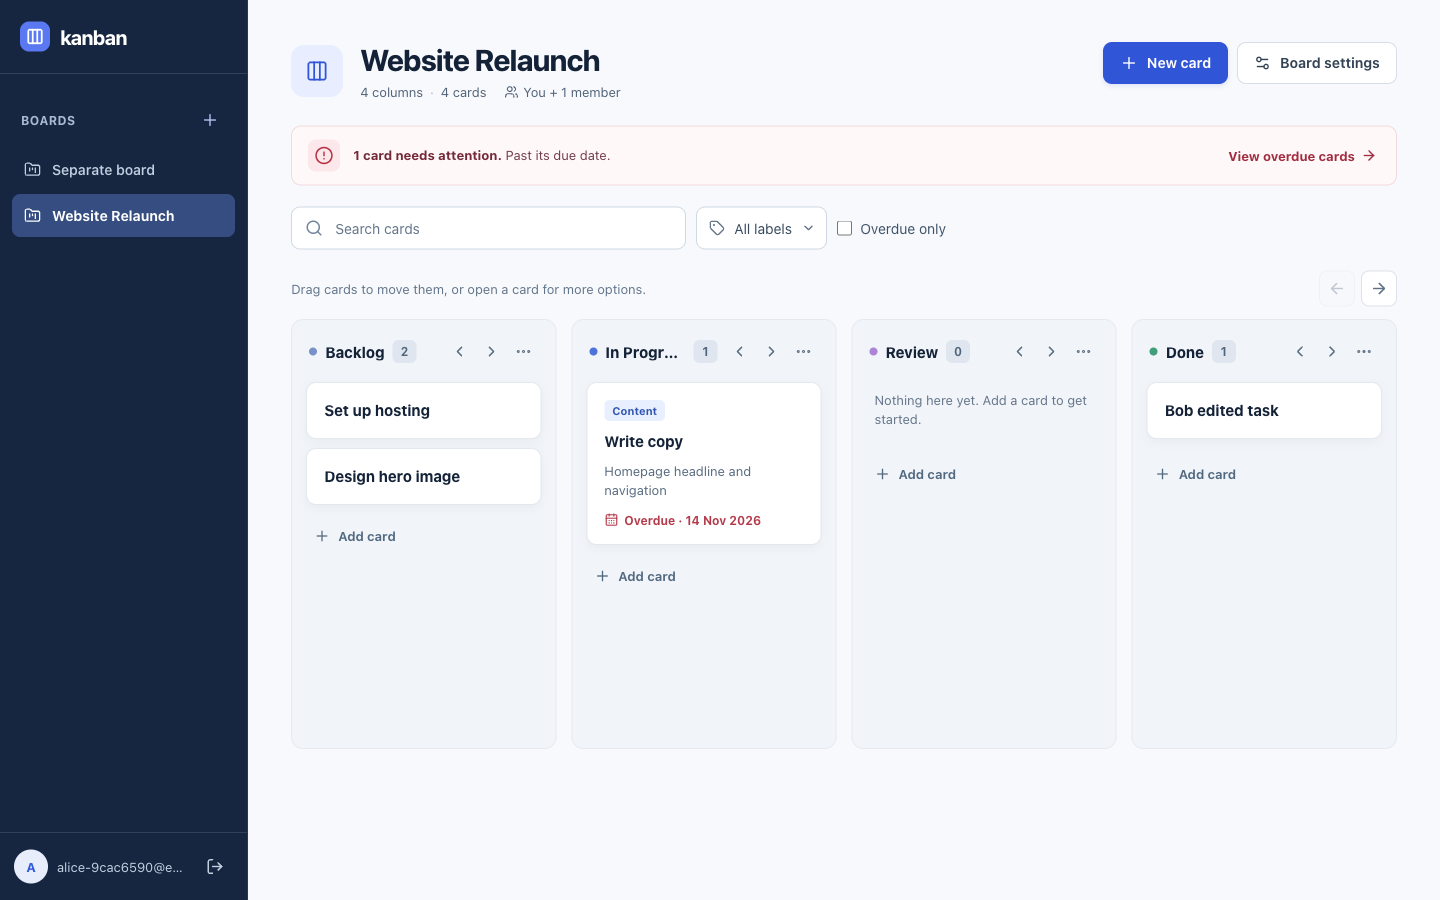 kanban
BOARDS
Separate board
Website Relaunch
A
alice-9cac6590@e...
Website Relaunch
4 columns · 4 cards
You + 1 member
New card
Board settings
1 card needs attention. Past its due date.
View overdue cards
Search cards
All labels
Overdue only
Drag cards to move them, or open a card for more options.
Backlog 2
Set up hosting
Design hero image
Add card
In Progr... 1
Content
Write copy
Homepage headline and
navigation
Overdue · 14 Nov 2026
Add card
Review 0
Nothing here yet. Add a card to get
started.
Add card
Done 1
Bob edited task
Add card